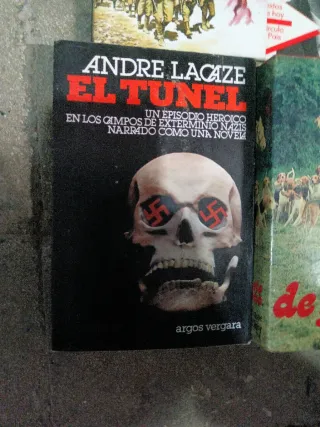 ANDRE LACAZE
EL TUNEL
UN EPISODIO HEROICO
EN LOS CAMPOS DE EXTERMINIO NAZIS
NARRADO COMO UNA NOVELA
argos vergara
de